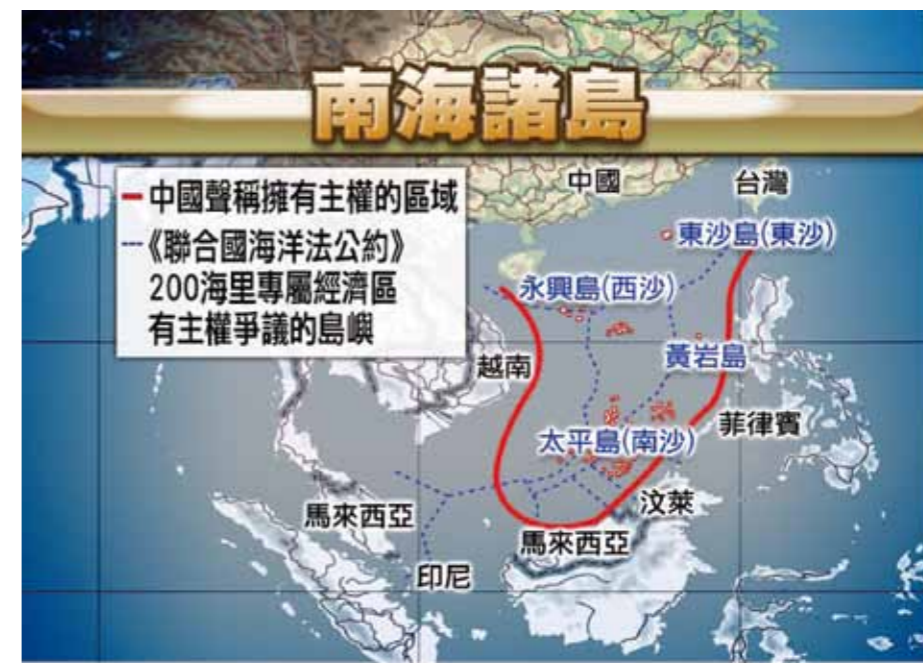 南海諸島
中國聲稱擁有主權的區域
《聯合國海洋法公約》
200海里專屬經濟區
有主權爭議的島嶼
中國
台灣
東沙島(東沙)
永興島(西沙)
黃岩島
越南
菲律賓
太平島(南沙)
汶萊
馬來西亞
馬來西亞
印尼